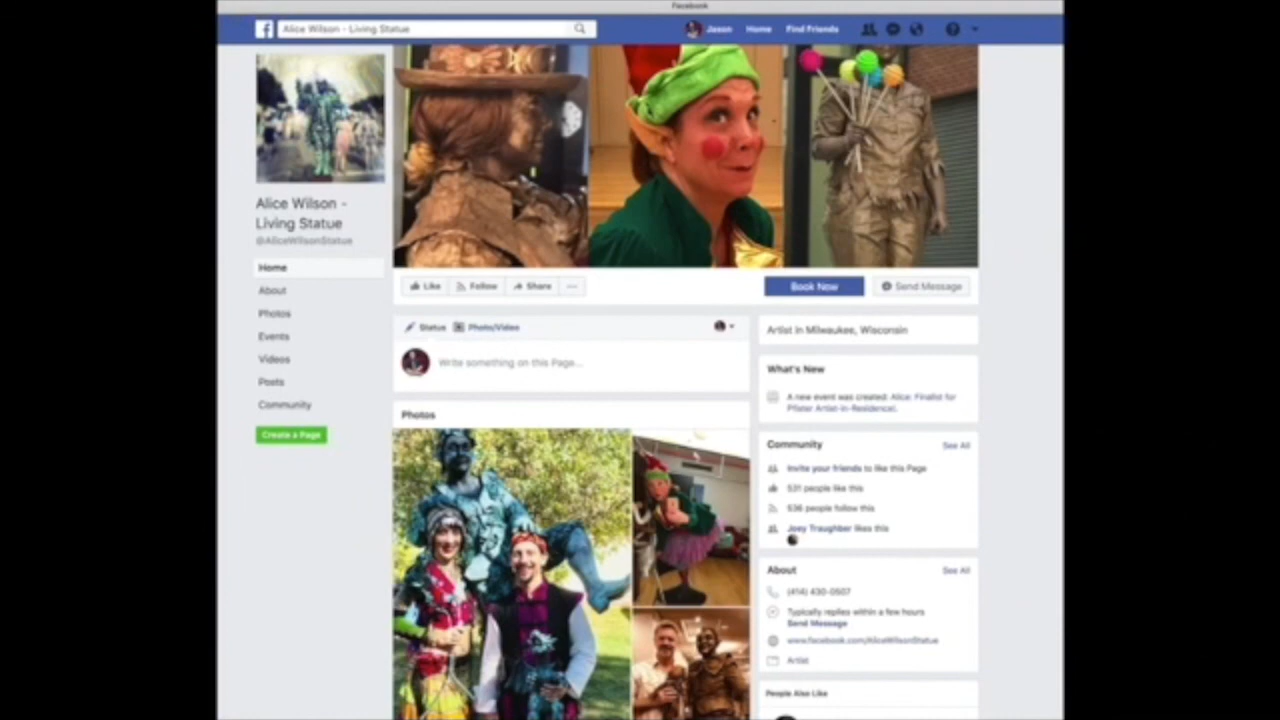 Facebook
Alice Wilson - Living Statue
Jason Home Find Friends
Alice Wilson -
Living Statue
@AliceWilsonStatue
Home
About
Photos
Events
Videos
Posts
Community
Create a Page
Like Follow Share
Book Now Send Message
Status Photo/Video
Write something on this Page...
Photos
Artist in Milwaukee, Wisconsin
What's New
A new event was created: Alice: Finalist for
Pfister Artist-in-Residence!.
Community See All
Invite your friends to like this Page
531 people like this
536 people follow this
Joey Traughber likes this
About See All
(414) 430-0507
Typically replies within a few hours
Send Message
www.facebook.com/AliceWilsonStatue
Artist
People Also Like